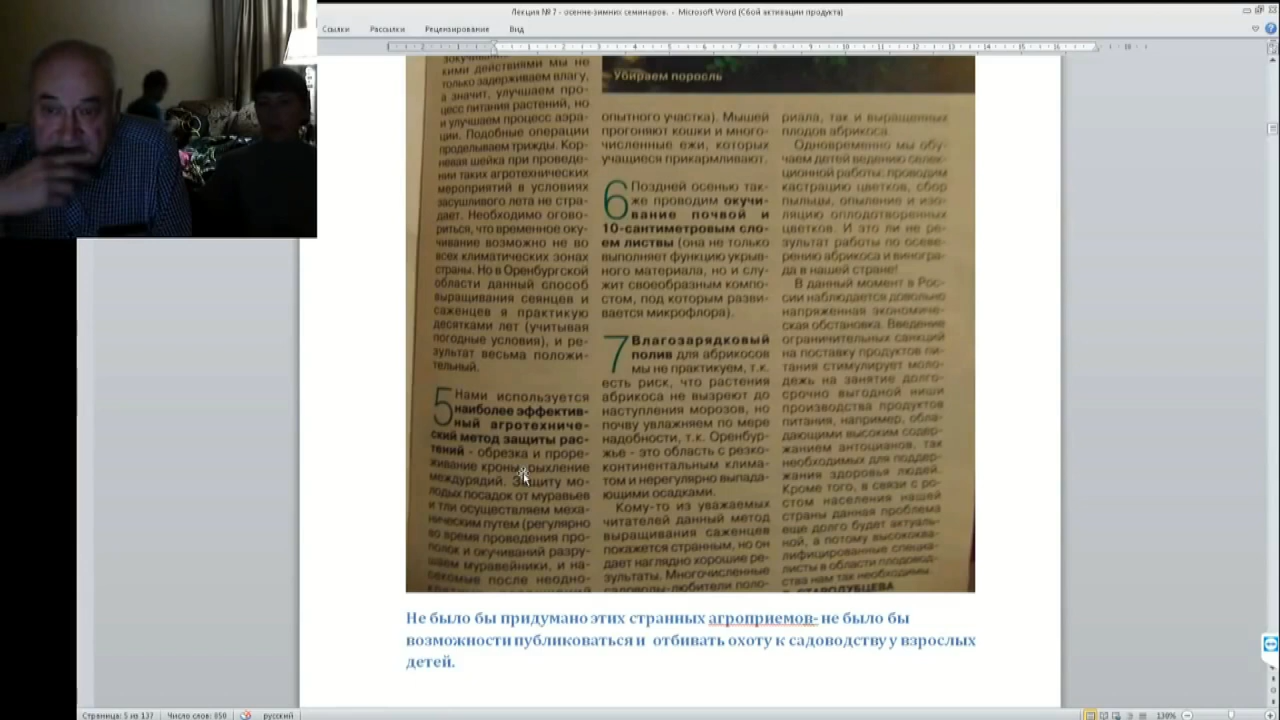 Лекция № 7 - осенне-зимних семинаров. - Microsoft Word (Сбой активации продукта)
Ссылки Рассылки Рецензирование Вид
кими действиями мы не
только задерживаем влагу,
а значит, улучшаем про-
цесс питания растений, но
и улучшаем процесс аэра-
ции. Подобные операции
проделываем трижды. Кор-
невая шейка при проведе-
нии таких агротехнических
мероприятий в условиях
засушливого лета не стра-
дает. Необходимо огово-
риться, что временное оку-
чивание возможно не во
всех климатических зонах
страны. Но в Оренбургской
области данный способ
выращивания сеянцев и
саженцев я практикую
десятками лет (учитывая
погодные условия), и ре-
зультат весьма положи-
тельный.
5 Нами используется
наиболее эффектив-
ный агротехниче-
ский метод защиты рас-
тений - обрезка и проре-
живание кроны, рыхление
междурядий. Защиту мо-
лодых посадок от муравьев
и тли осуществляем меха-
ническим путем (регулярно
во время проведения про-
полок и окучиваний разру-
шаем муравейники, и на-
секомые после неодно-
Убираем поросль
опытного участка). Мышей
прогоняют кошки и много-
численные ежи, которых
учащиеся прикармливают.
6 Поздней осенью так-
же проводим окучи-
вание почвой и
10-сантиметровым сло-
ем листвы (она не только
выполняет функцию укрыв-
ного материала, но и слу-
жит своеобразным компо-
стом, под которым разви-
вается микрофлора).
7 Влагозарядковый
полив для абрикосов
мы не практикуем, т.к.
есть риск, что растения
абрикоса не вызреют до
наступления морозов, но
почву увлажняем по мере
надобности, т.к. Оренбур-
жье - это область с резко-
континентальным клима-
том и нерегулярно выпада-
ющими осадками.
Кому-то из уважаемых
читателей данный метод
выращивания саженцев
покажется странным, но он
дает наглядно хорошие ре-
зультаты. Многочисленные
садоводы-любители поло-
риала, так и выращенных
плодов абрикоса.
Одновременно мы обу-
чаем детей ведению селек-
ционной работы: проводим
кастрацию цветков, сбор
пыльцы, опыление и изо-
ляцию оплодотворенных
цветков. И это ли не ре-
зультат работы по осеве-
рению абрикоса и виногра-
да в нашей стране!
В данный момент в Рос-
сии наблюдается довольно
напряженная экономиче-
ская обстановка. Введение
ограничительных санкций
на поставку продуктов пи-
тания стимулирует моло-
дежь на занятие долго-
срочно выгодной ниши
производства продуктов
питания, например, обла-
дающими высоким содер-
жанием антоцианов, так
необходимых для поддер-
жания здоровья людей.
Кроме того, в связи с ро-
стом населения нашей
страны данная проблема
еще долго будет актуаль-
ной, а потому высококва-
лифицированные специа-
листы в области плодовод-
ства нам так необходимы.
СТАРОДУБЦЕВА
Не было бы придумано этих странных агроприемов- не было бы
возможности публиковаться и отбивать охоту к садоводству у взрослых
детей.
Страница: 5 из 137 Число слов: 850 русский 130%